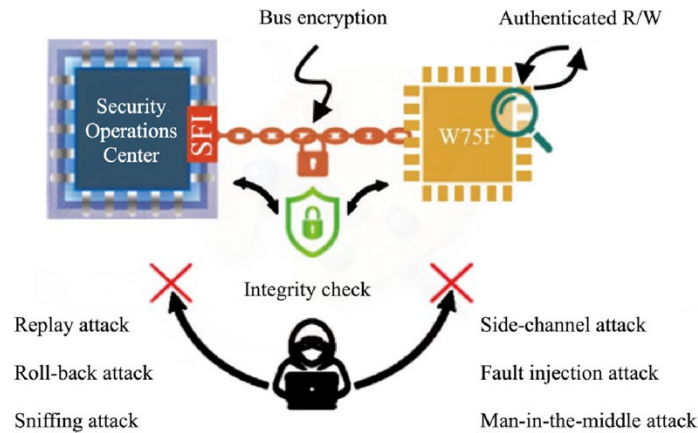 Bus encryption
Authenticated R/W
Security
Operations
Center
SFI
W75F
Integrity check
Replay attack
Side-channel attack
Roll-back attack
Fault injection attack
Sniffing attack
Man-in-the-middle attack